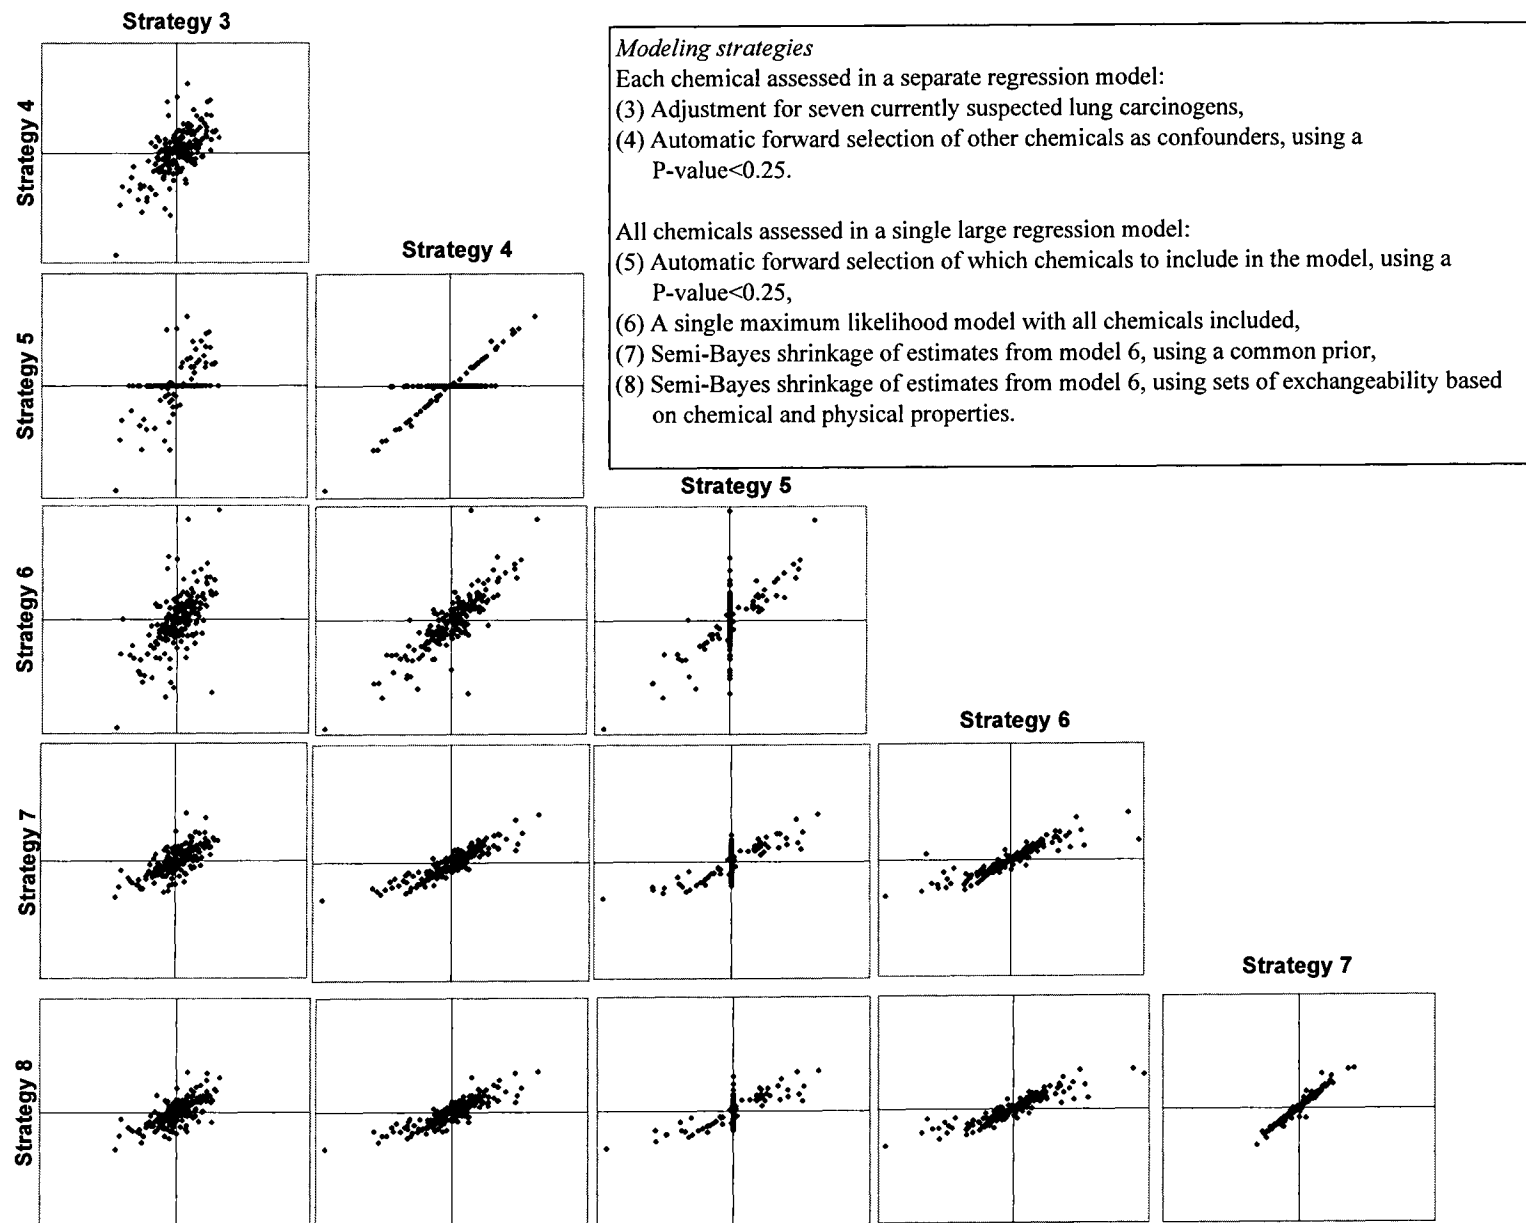 Strategy 3
Modeling strategies
Each chemical assessed in a separate regression model:
(3) Adjustment for seven currently suspected lung carcinogens,
(4) Automatic forward selection of other chemicals as confounders, using a
P-value<0.25.
All chemicals assessed in a single large regression model:
(5) Automatic forward selection of which chemicals to include in the model, using a
P-value<0.25,
(6) A single maximum likelihood model with all chemicals included,
(7) Semi-Bayes shrinkage of estimates from model 6, using a common prior,
(8) Semi-Bayes shrinkage of estimates from model 6, using sets of exchangeability based
on chemical and physical properties.
Strategy 4
Strategy 4
Strategy 5
Strategy 5
Strategy 6
Strategy 6
Strategy 7
Strategy 7
Strategy 8